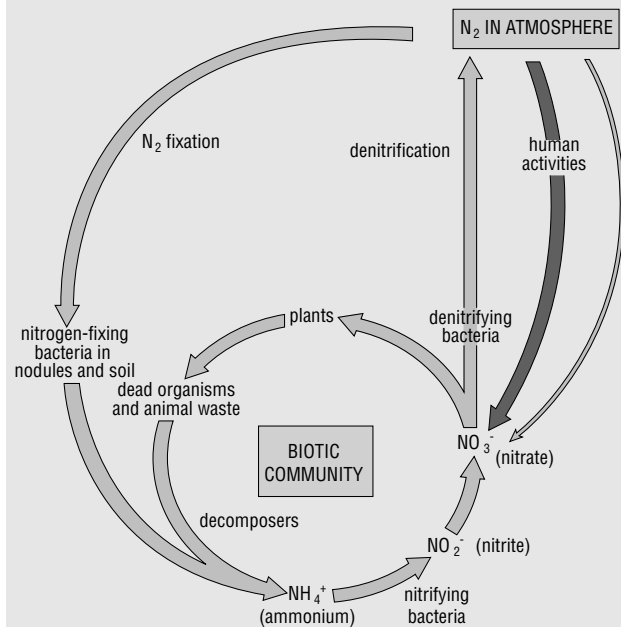 N₂ IN ATMOSPHERE
N₂ fixation
denitrification
human
activities
plants
denitrifying
bacteria
nitrogen-fixing
bacteria in
nodules and soil
dead organisms
and animal waste
BIOTIC
COMMUNITY
NO₃⁻
(nitrate)
decomposers
NO₂⁻ (nitrite)
NH₄⁺
(ammonium)
nitrifying
bacteria